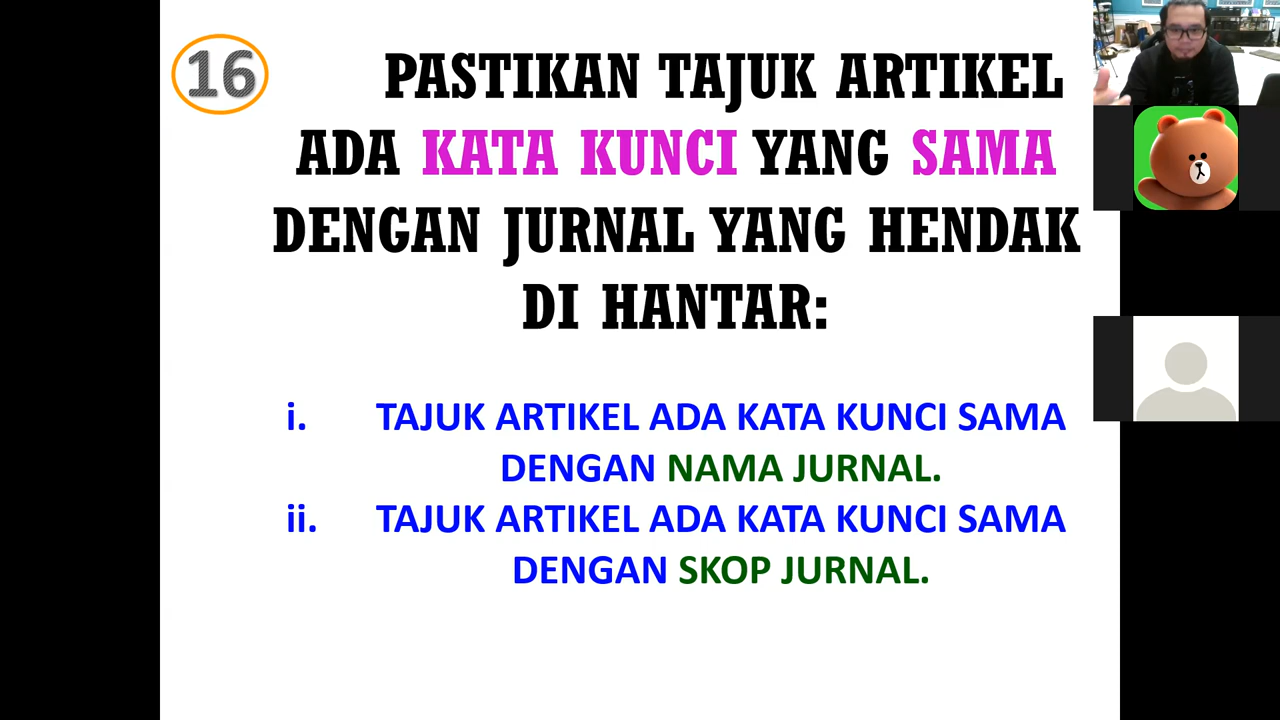 16
PASTIKAN TAJUK ARTIKEL
ADA KATA KUNCI YANG SAMA
DENGAN JURNAL YANG HENDAK
DI HANTAR:
i. TAJUK ARTIKEL ADA KATA KUNCI SAMA
DENGAN NAMA JURNAL.
ii. TAJUK ARTIKEL ADA KATA KUNCI SAMA
DENGAN SKOP JURNAL.